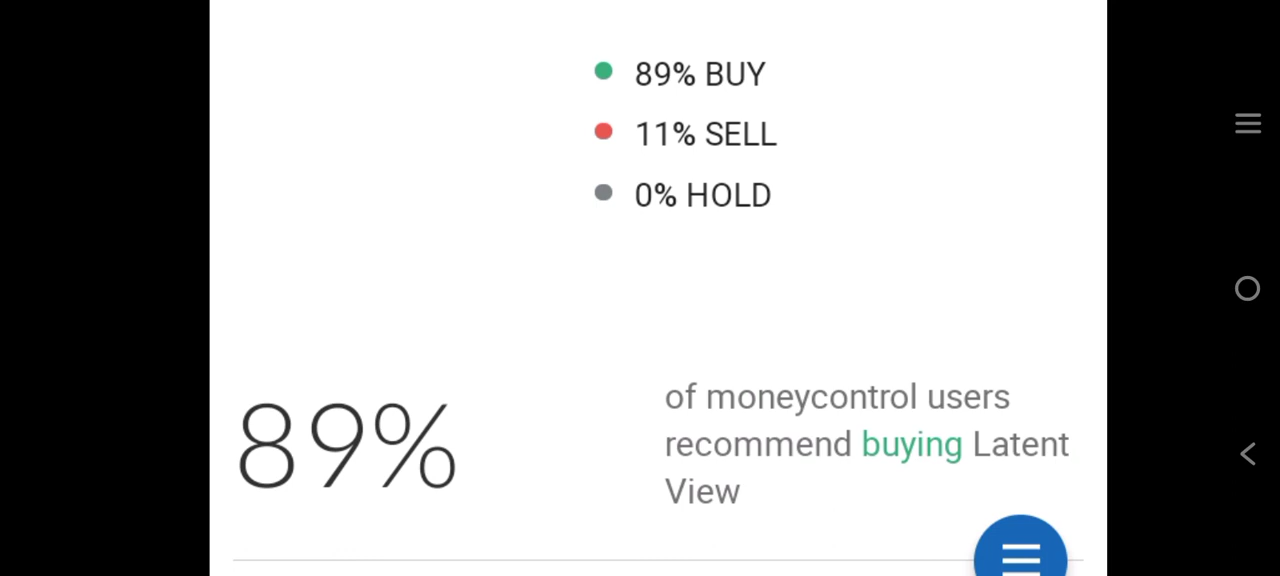 89% BUY
11% SELL
0% HOLD
89%
of moneycontrol users
recommend buying Latent
View